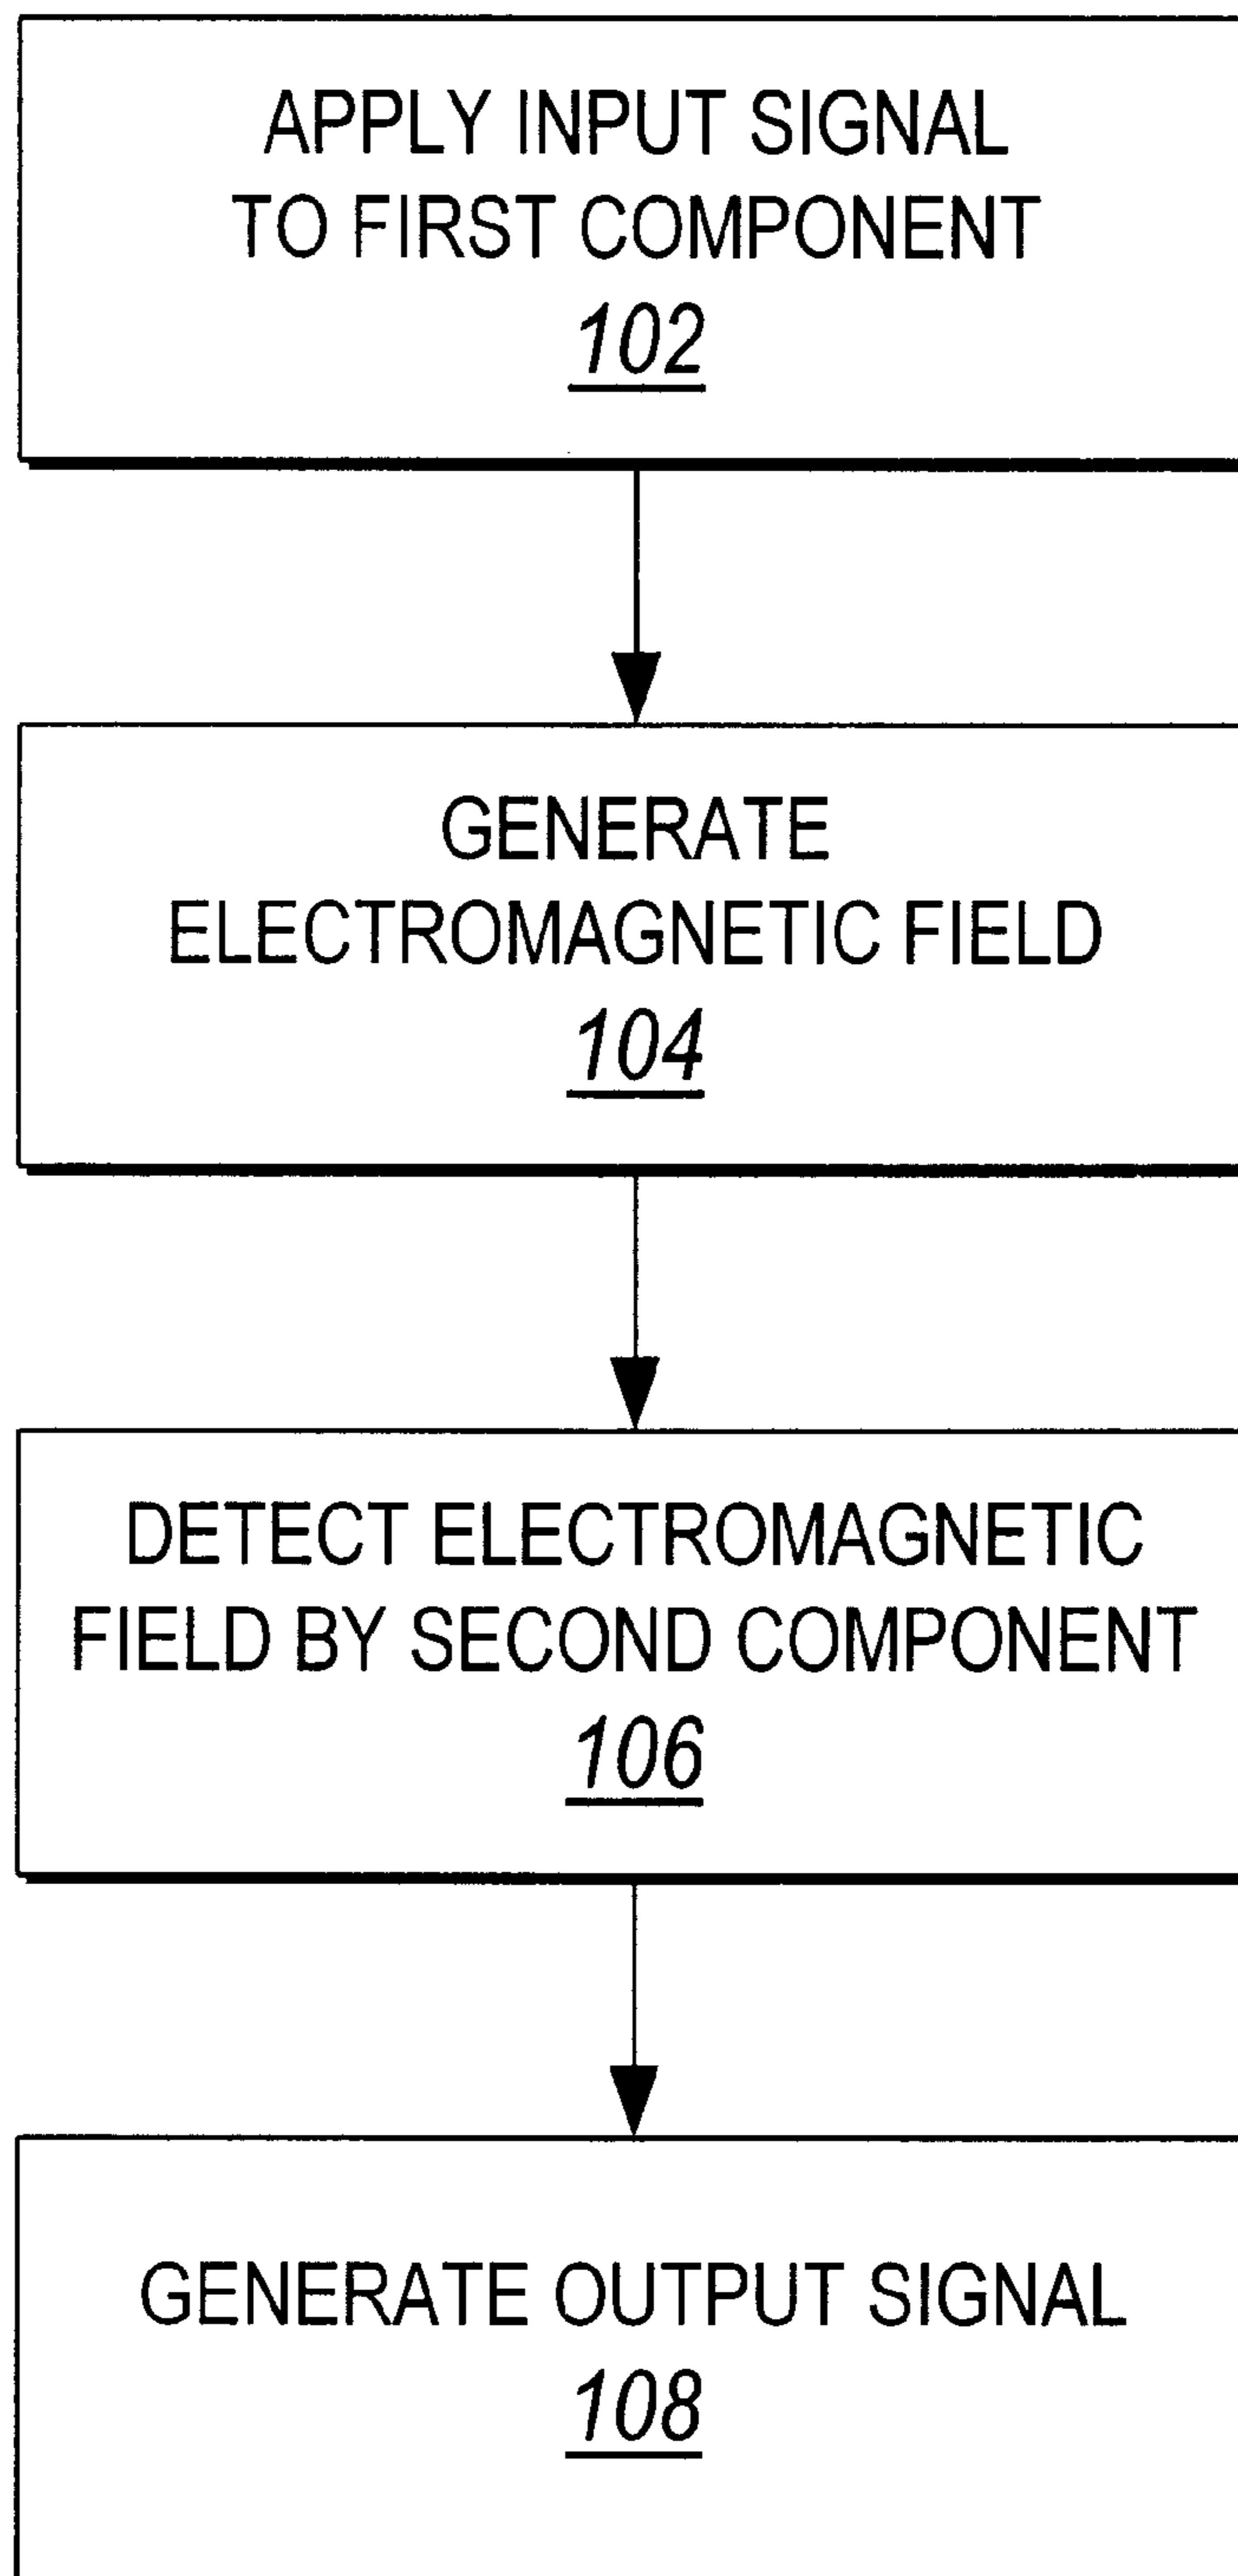 APPLY INPUT SIGNAL
TO FIRST COMPONENT
102
GENERATE
ELECTROMAGNETIC FIELD
104
DETECT ELECTROMAGNETIC
FIELD BY SECOND COMPONENT
106
GENERATE OUTPUT SIGNAL
108